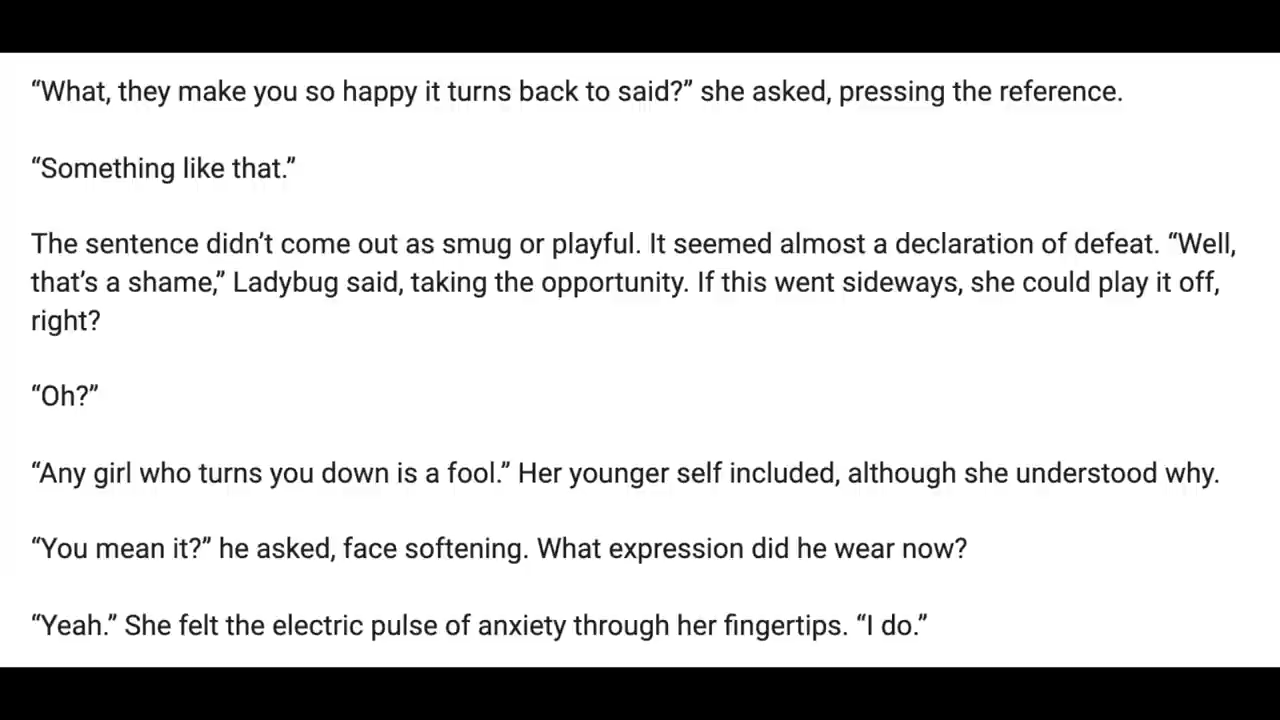 “What, they make you so happy it turns back to said?” she asked, pressing the reference.
“Something like that.”
The sentence didn’t come out as smug or playful. It seemed almost a declaration of defeat. “Well,
that’s a shame,” Ladybug said, taking the opportunity. If this went sideways, she could play it off,
right?
“Oh?”
“Any girl who turns you down is a fool.” Her younger self included, although she understood why.
“You mean it?” he asked, face softening. What expression did he wear now?
“Yeah.” She felt the electric pulse of anxiety through her fingertips. “I do.”